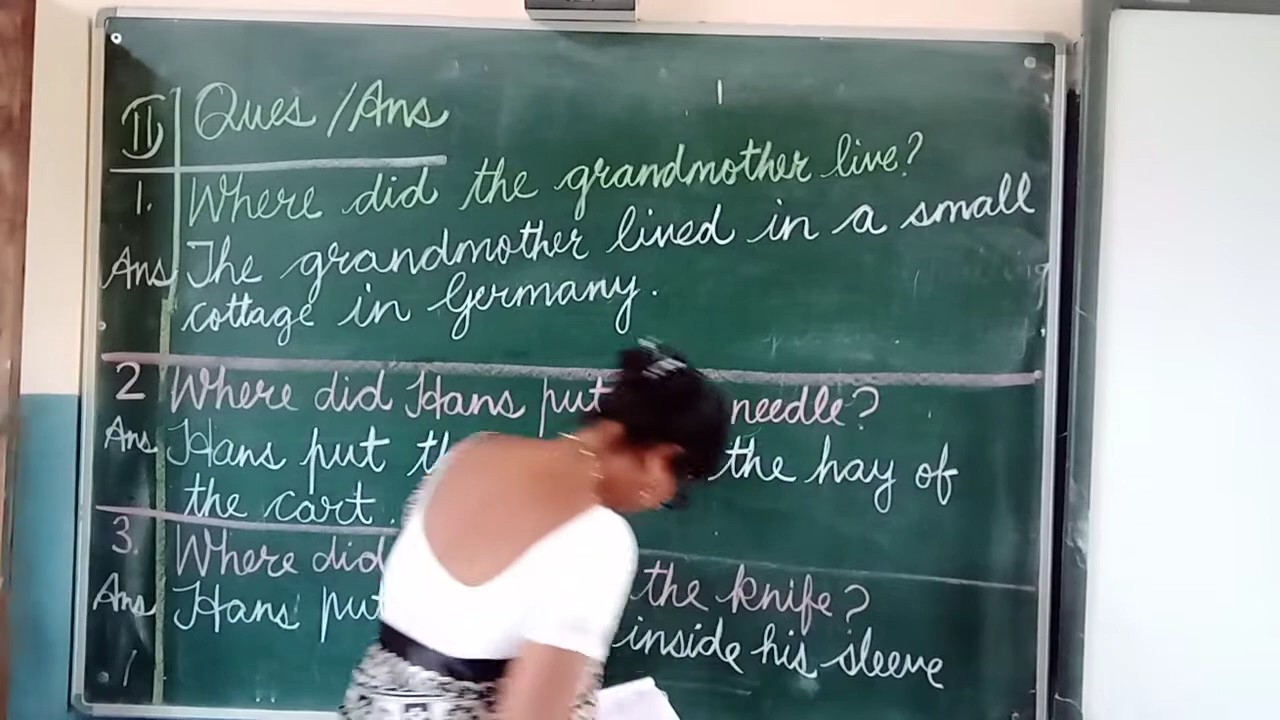 II Ques/Ans
1. Where did the grandmother live?
Ans The grandmother lived in a small
cottage in Germany.
2 Where did Hans put needle?
Ans Hans put the hay of
the cart.
3. Where did the knife?
Ans Hans put inside his sleeve